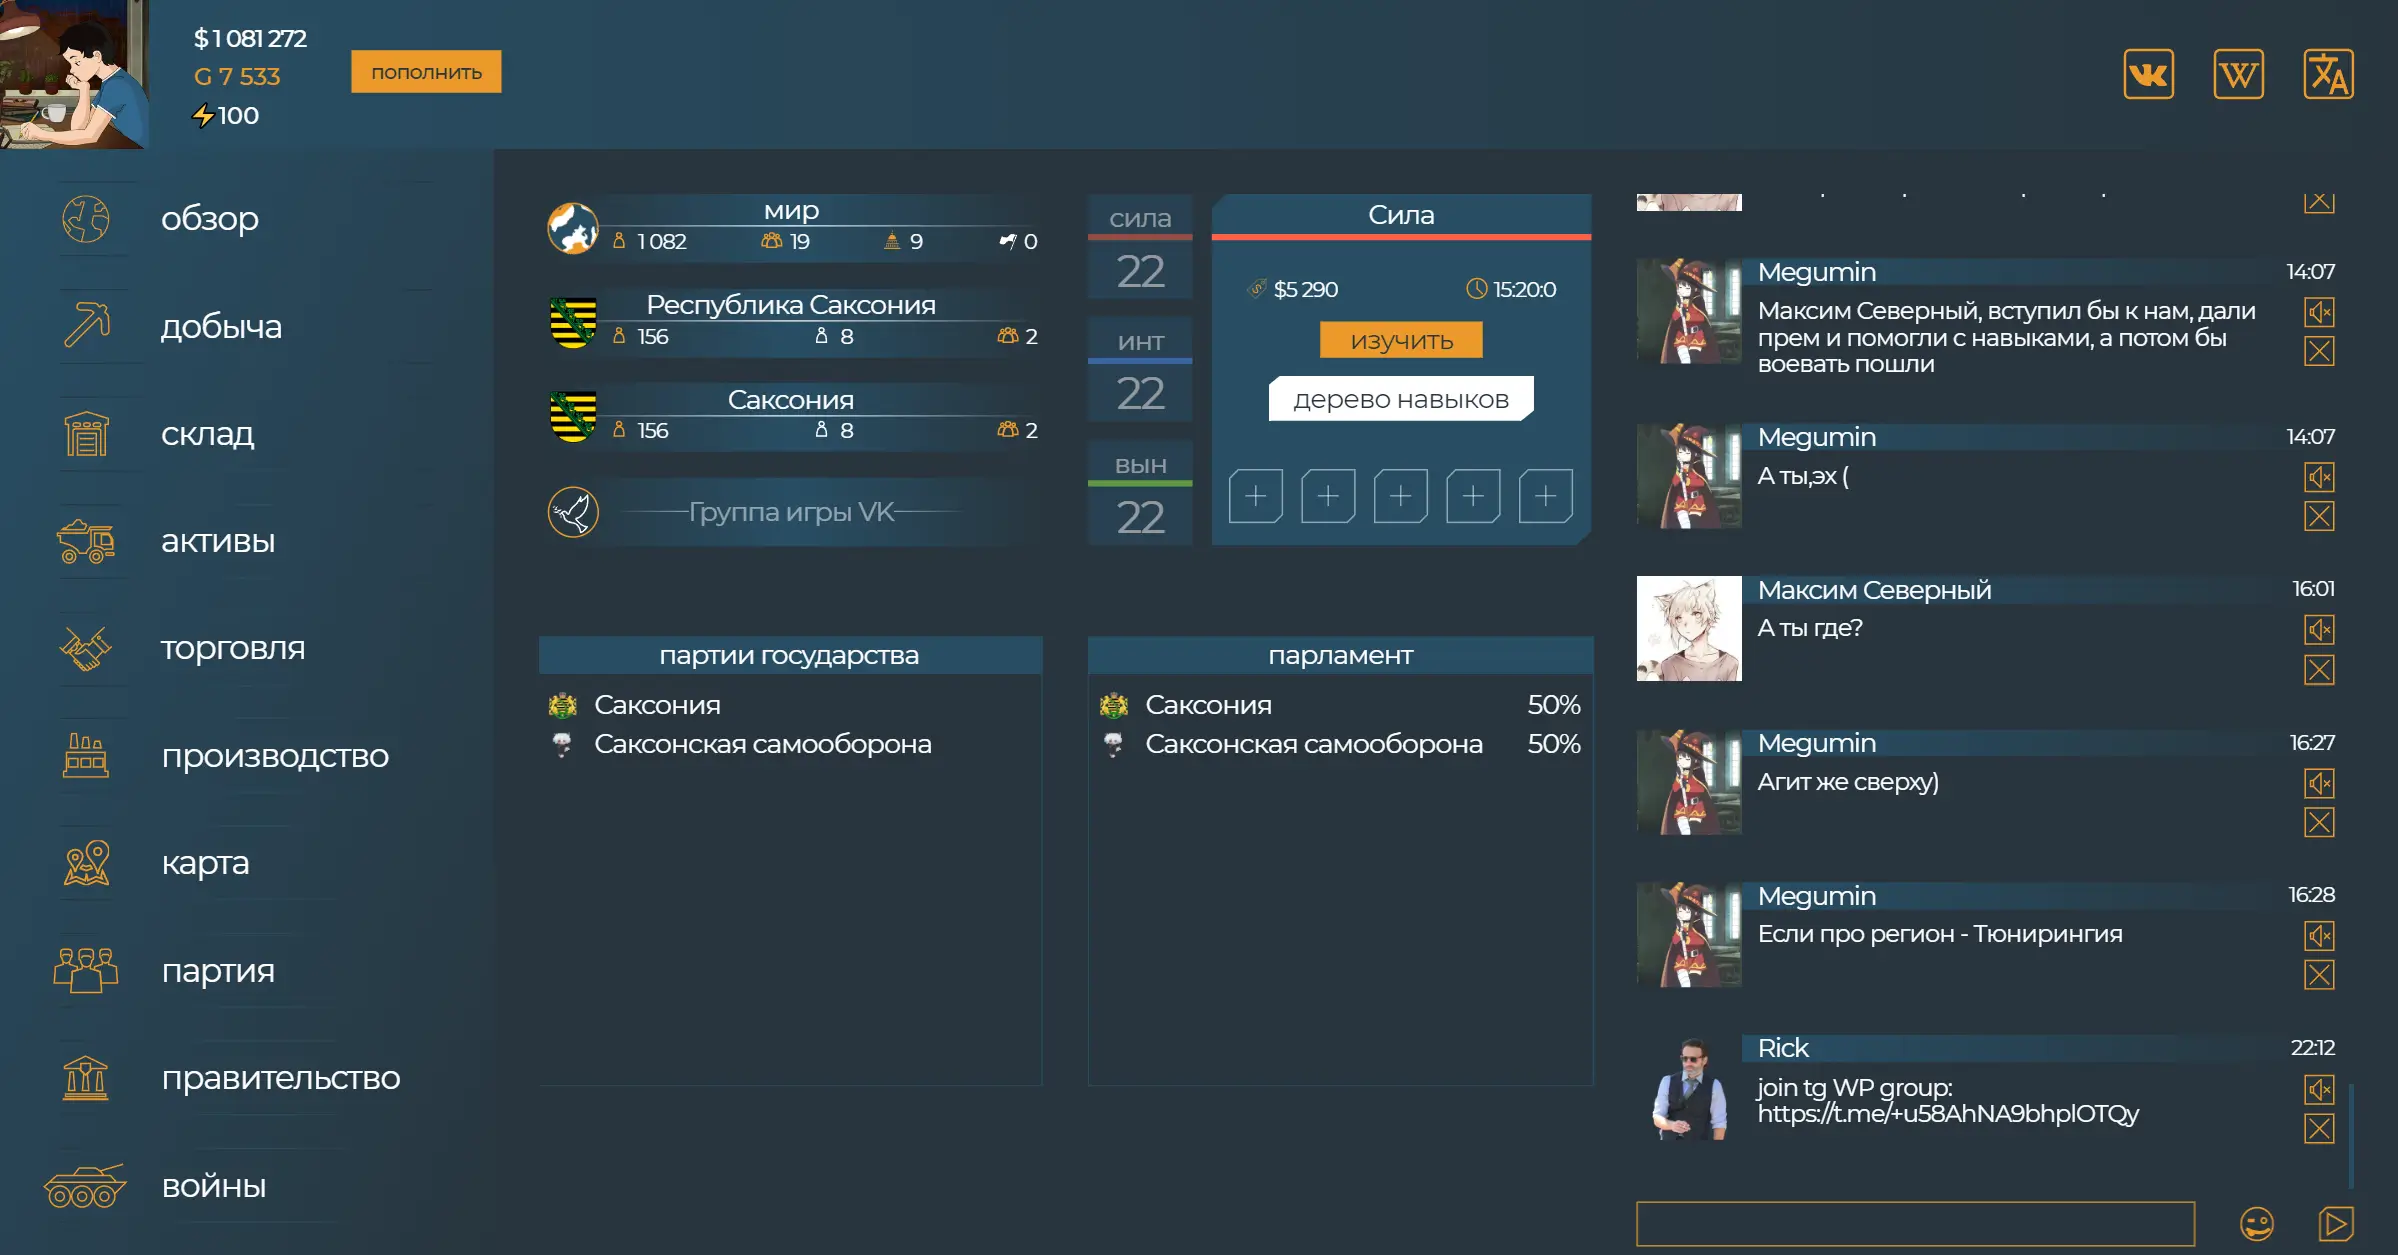 $ 1 081 272
G 7 533
100
пополнить
обзор
добыча
склад
активы
торговля
производство
карта
партия
правительство
войны
мир
1 082 19 9 0
Республика Саксония
156 8 2
Саксония
156 8 2
Группа игры VK
сила
22
инт
22
вын
22
Сила
$5 290 15:20:0
изучить
дерево навыков
партии государства
Саксония
Саксонская самооборона
парламент
Саксония 50%
Саксонская самооборона 50%
Megumin 14:07
Максим Северный, вступил бы к нам, дали
прем и помогли с навыками, а потом бы
воевать пошли
Megumin 14:07
А ты,эх (
Максим Северный 16:01
А ты где?
Megumin 16:27
Агит же сверху)
Megumin 16:28
Если про регион - Тюнирингия
Rick 22:12
join tg WP group:
https://t.me/+u58AhNA9bhplOTQy